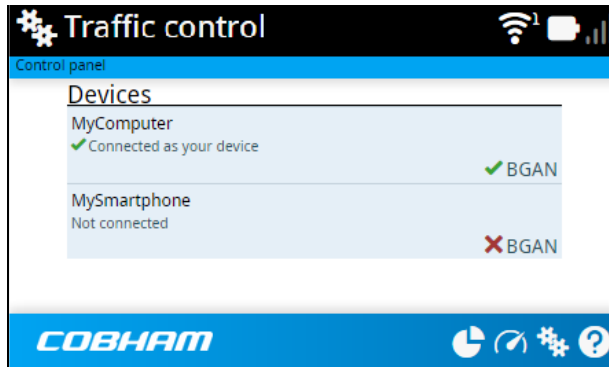 Traffic control
1
Control panel
Devices
MyComputer
Connected as your device
BGAN
MySmartphone
Not connected
BGAN
COBHAM
?